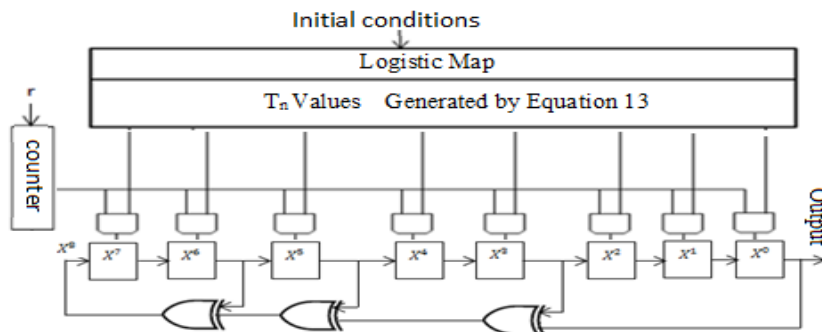 Initial conditions
Logistic Map
Tₙ Values Generated by Equation 13
r
counter
X⁸ X⁷ X⁶ X⁵ X⁴ X³ X² X¹ X⁰
Output